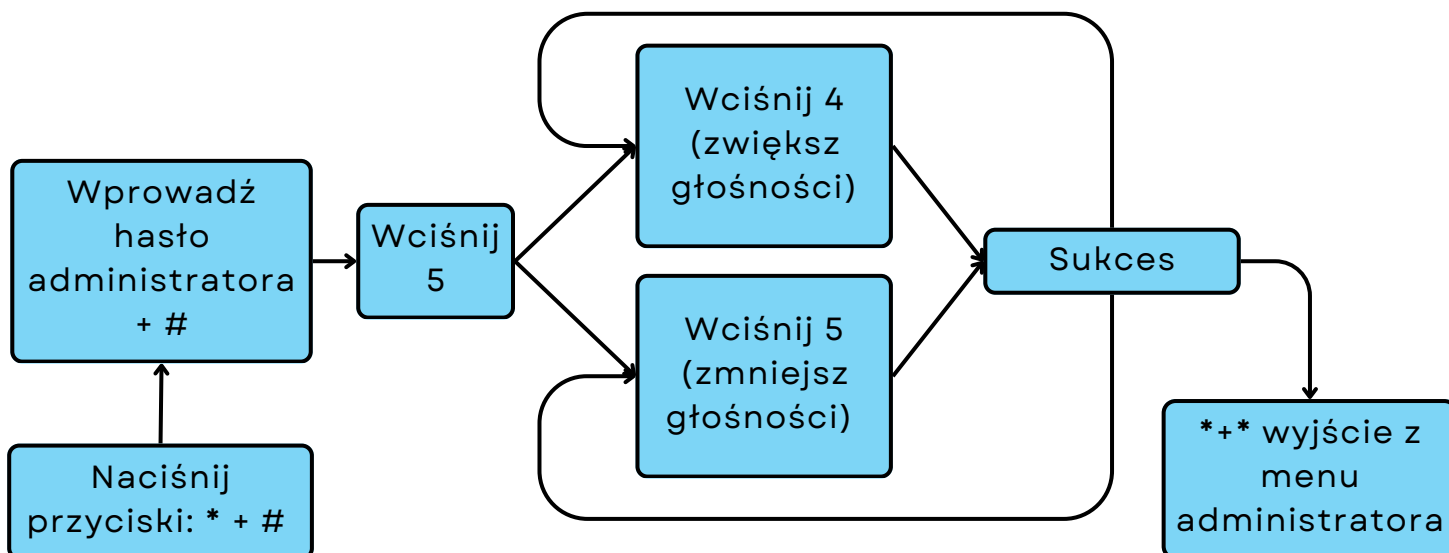 Naciśnij
przyciski: * + #
Wprowadź
hasło
administratora
+ #
Wciśnij
5
Wciśnij 4
(zwiększ
głośności)
Wciśnij 5
(zmniejsz
głośności)
Sukces
*+* wyjście z
menu
administratora